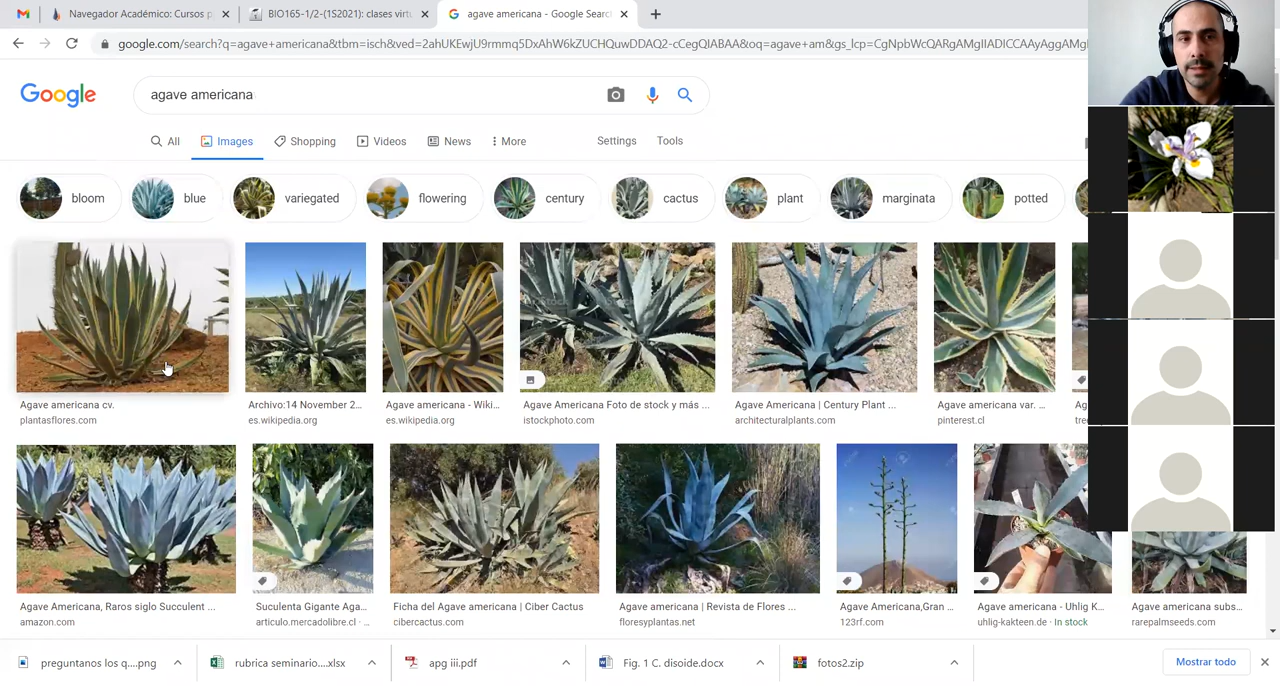 Navegador Académico: Cursos p
BIO165-1/2-(1S2021): clases virtu
agave americana - Google Search
google.com/search?q=agave+americana&tbm=isch&ved=2ahUKEwjUrmmq5DxAhW6kZUCHQuwDDAQ2-cCegQIABAA&oq=agave+am&gs_lcp=CgNpbWcQARgAMgIIADICCAAyAggAMg
Google
agave americana
All
Images
Shopping
Videos
News
More
Settings
Tools
bloom
blue
variegated
flowering
century
cactus
plant
marginata
potted
iStock
Agave americana cv.
plantasflores.com
Archivo:14 November 2...
es.wikipedia.org
Agave americana - Wiki...
es.wikipedia.org
Agave Americana Foto de stock y más ...
istockphoto.com
Agave Americana | Century Plant ...
architecturalplants.com
Agave americana var. ...
pinterest.cl
Ag
tre
Agave Americana, Raros siglo Succulent ...
amazon.com
Suculenta Gigante Aga...
articulo.mercadolibre.cl · ...
Ficha del Agave americana | Ciber Cactus
cibercactus.com
Agave americana | Revista de Flores ...
floresyplantas.net
Agave Americana,Gran ...
123rf.com
Agave americana - Uhlig K...
uhlig-kakteen.de · In stock
Agave americana subs...
rarepalmseeds.com
preguntanos los q....png
rubrica seminario....xlsx
apg iii.pdf
Fig. 1 C. disoide.docx
fotos2.zip
Mostrar todo